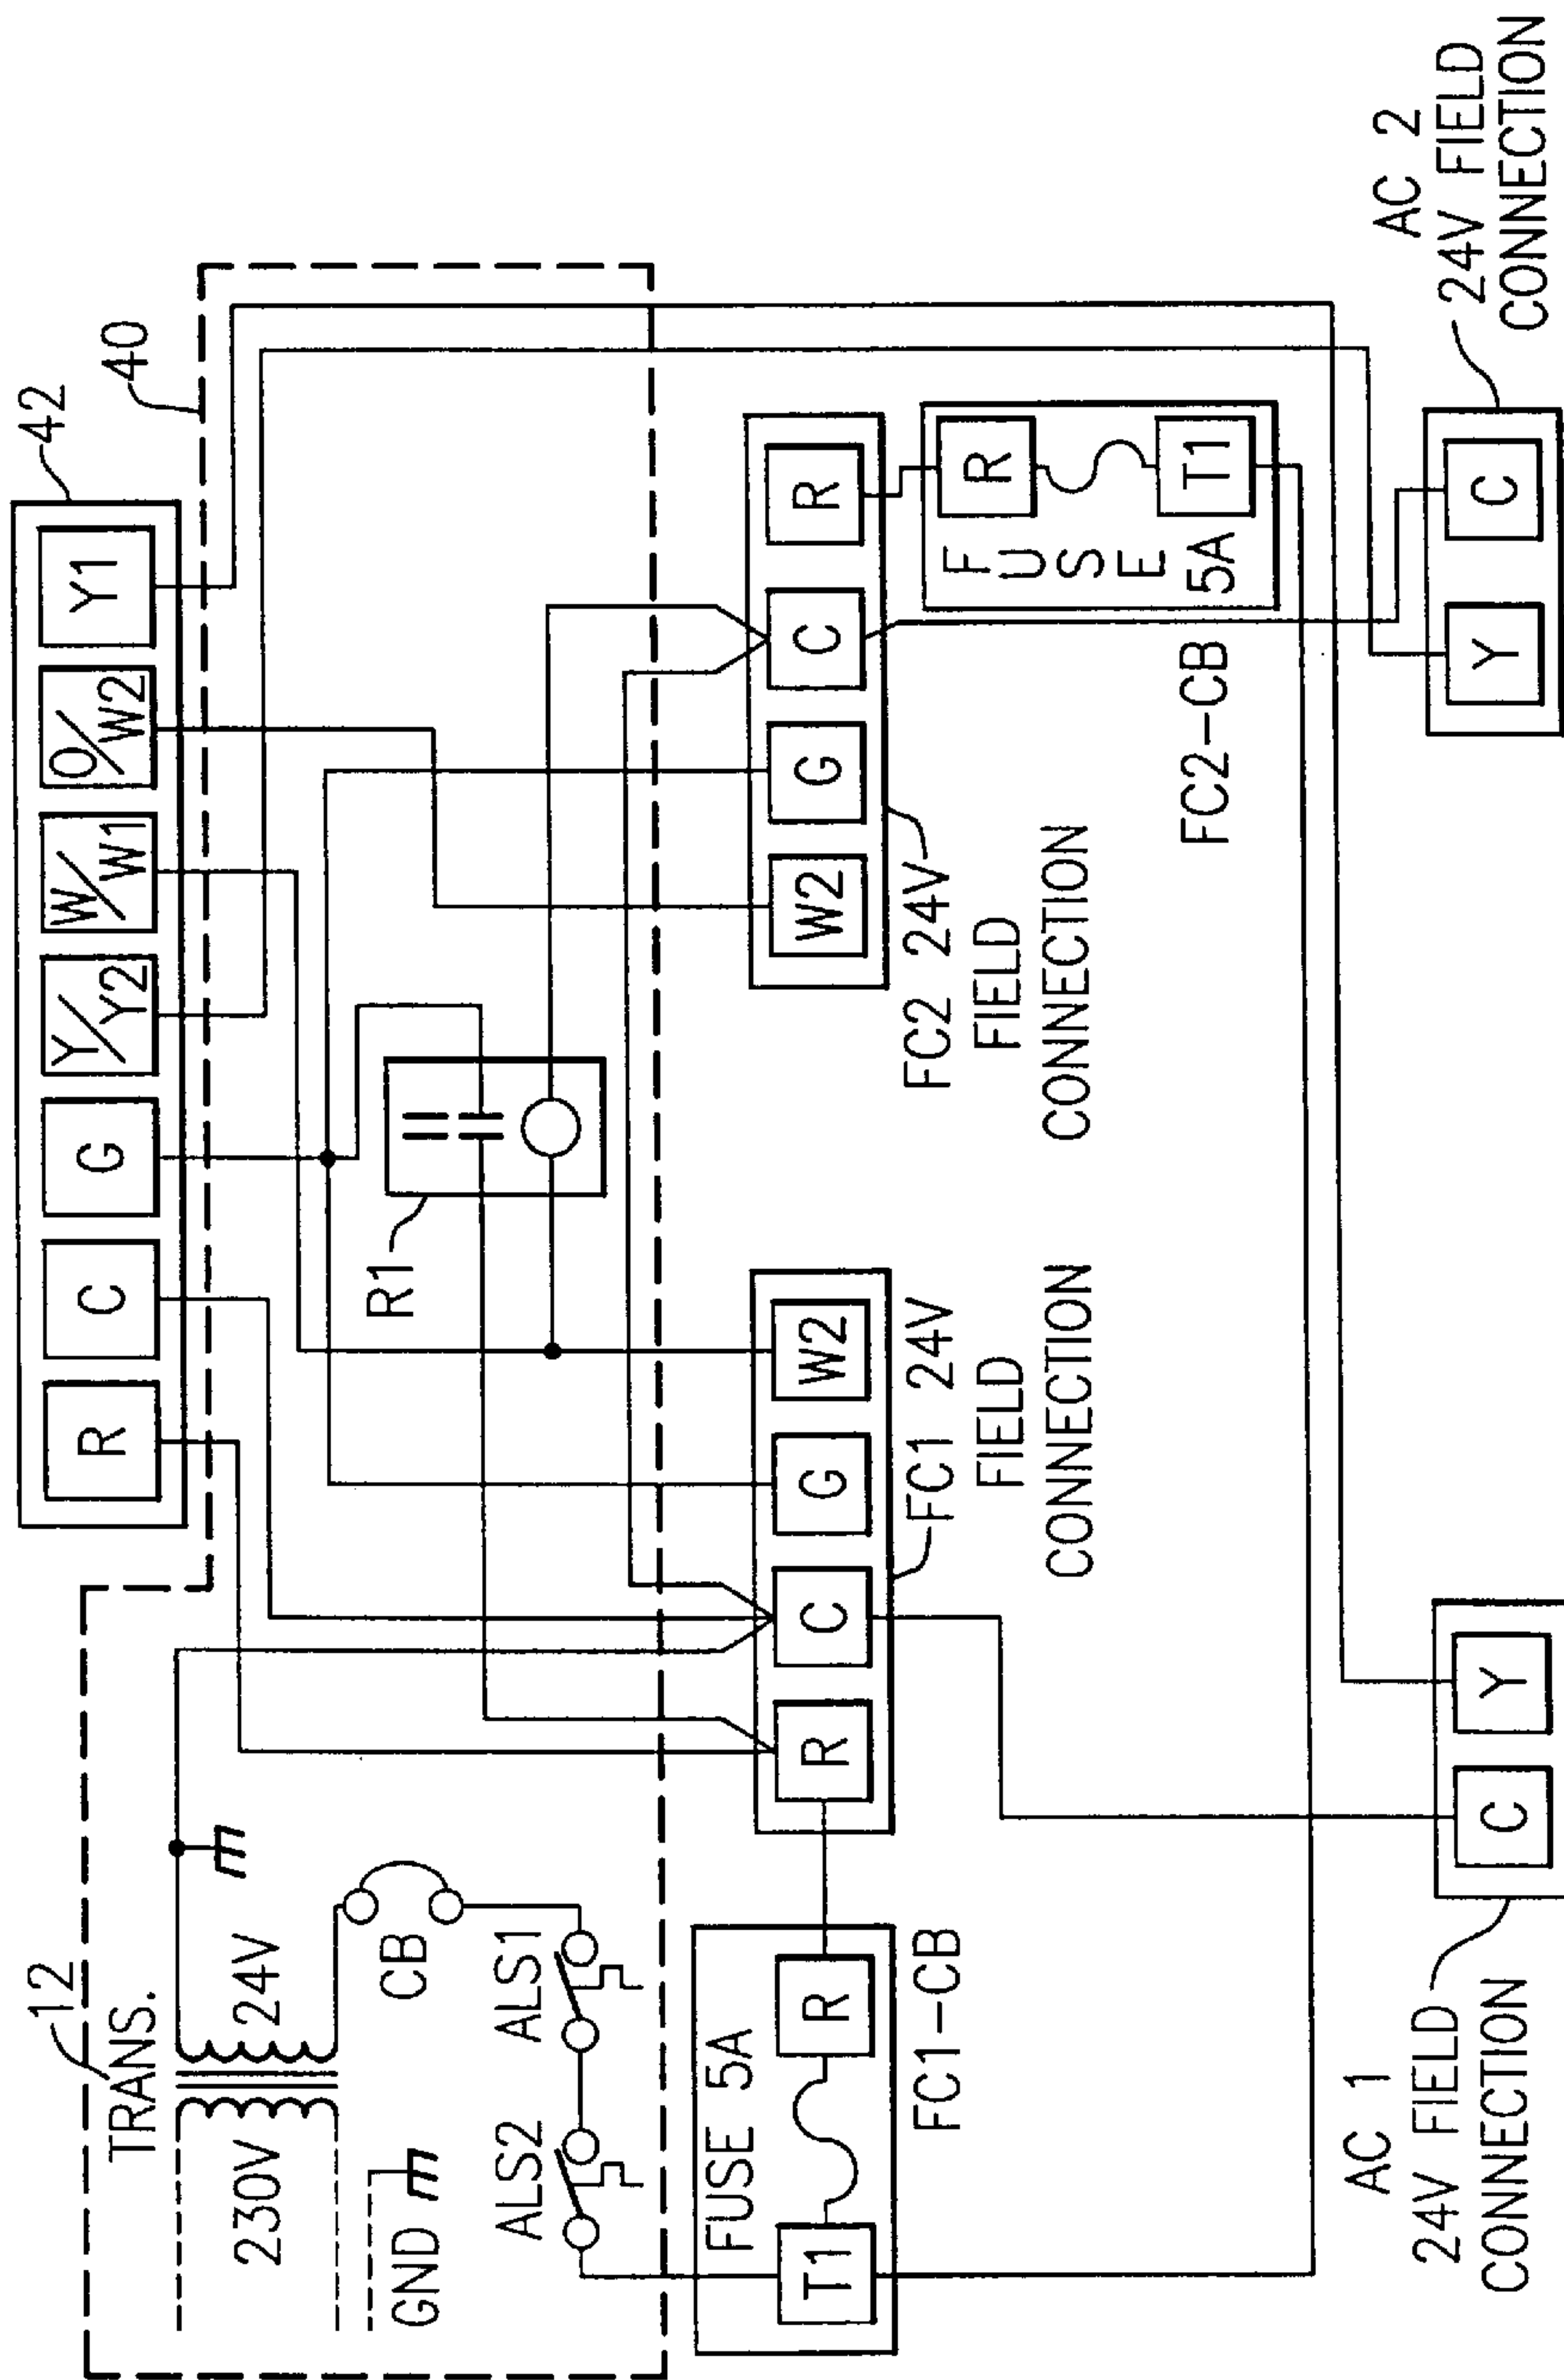 42
R
C
G
Y/Y2
W/W1
O/W2
Y1
40
12
TRANS.
230V
24V
GND
CB
ALS2
ALS1
R1
FUSE 5A
T1
R
FC1-CB
R
C
G
W2
FC1 24V
FIELD
CONNECTION
W2
G
C
R
FC2 24V
FIELD
CONNECTION
FUSE
5A
R
T1
FC2-CB
C
Y
AC 1
24V FIELD
CONNECTION
Y
C
AC 2
24V FIELD
CONNECTION